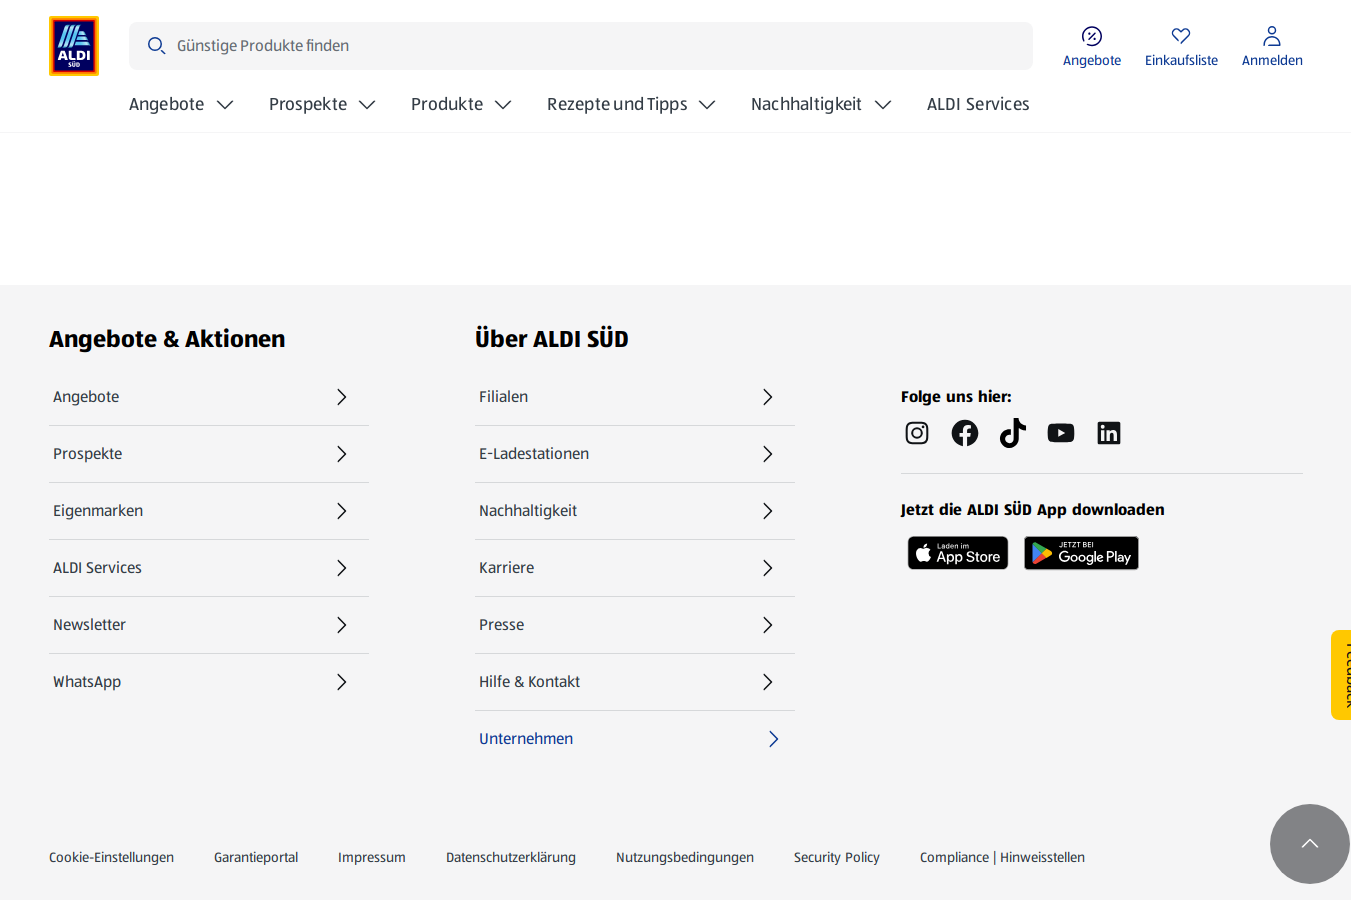 ALDI
SÜD
Günstige Produkte finden
Angebote
Einkaufsliste
Anmelden
Angebote
Prospekte
Produkte
Rezepte und Tipps
Nachhaltigkeit
ALDI Services
Angebote & Aktionen
Angebote
Prospekte
Eigenmarken
ALDI Services
Newsletter
WhatsApp
Über ALDI SÜD
Filialen
E-Ladestationen
Nachhaltigkeit
Karriere
Presse
Hilfe & Kontakt
Unternehmen
Folge uns hier:
Jetzt die ALDI SÜD App downloaden
Laden im
App Store
JETZT BEI
Google Play
Feedback
Cookie-Einstellungen
Garantieportal
Impressum
Datenschutzerklärung
Nutzungsbedingungen
Security Policy
Compliance | Hinweisstellen